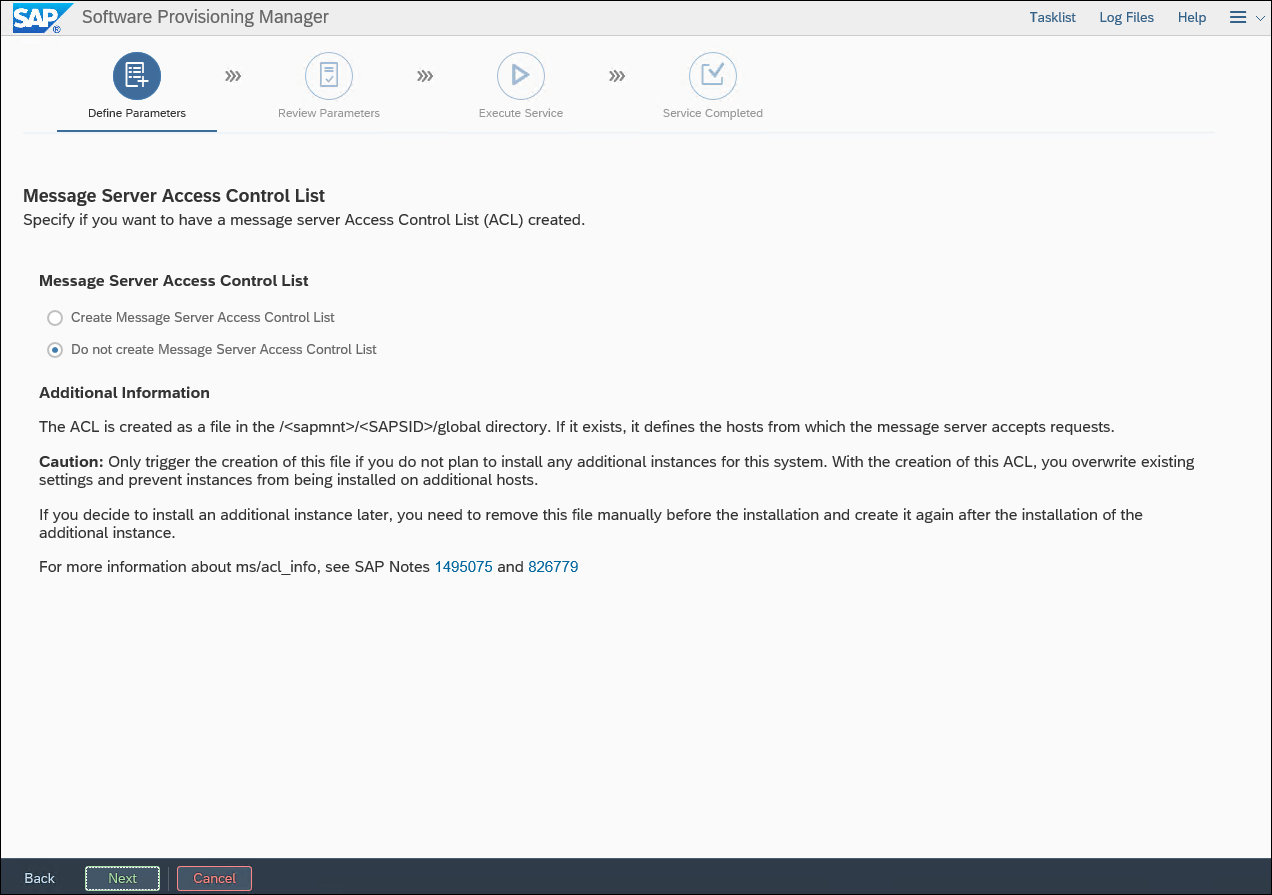 SAP ® Software Provisioning Manager Tasklist Log Files Help
Define Parameters Review Parameters Execute Service Service Completed
Message Server Access Control List
Specify if you want to have a message server Access Control List (ACL) created.
Message Server Access Control List
Create Message Server Access Control List
Do not create Message Server Access Control List
Additional Information
The ACL is created as a file in the /<sapmnt>/<SAPSID>/global directory. If it exists, it defines the hosts from which the message server accepts requests.
Caution: Only trigger the creation of this file if you do not plan to install any additional instances for this system. With the creation of this ACL, you overwrite existing
settings and prevent instances from being installed on additional hosts.
If you decide to install an additional instance later, you need to remove this file manually before the installation and create it again after the installation of the
additional instance.
For more information about ms/acl_info, see SAP Notes 1495075 and 826779
Back Next Cancel